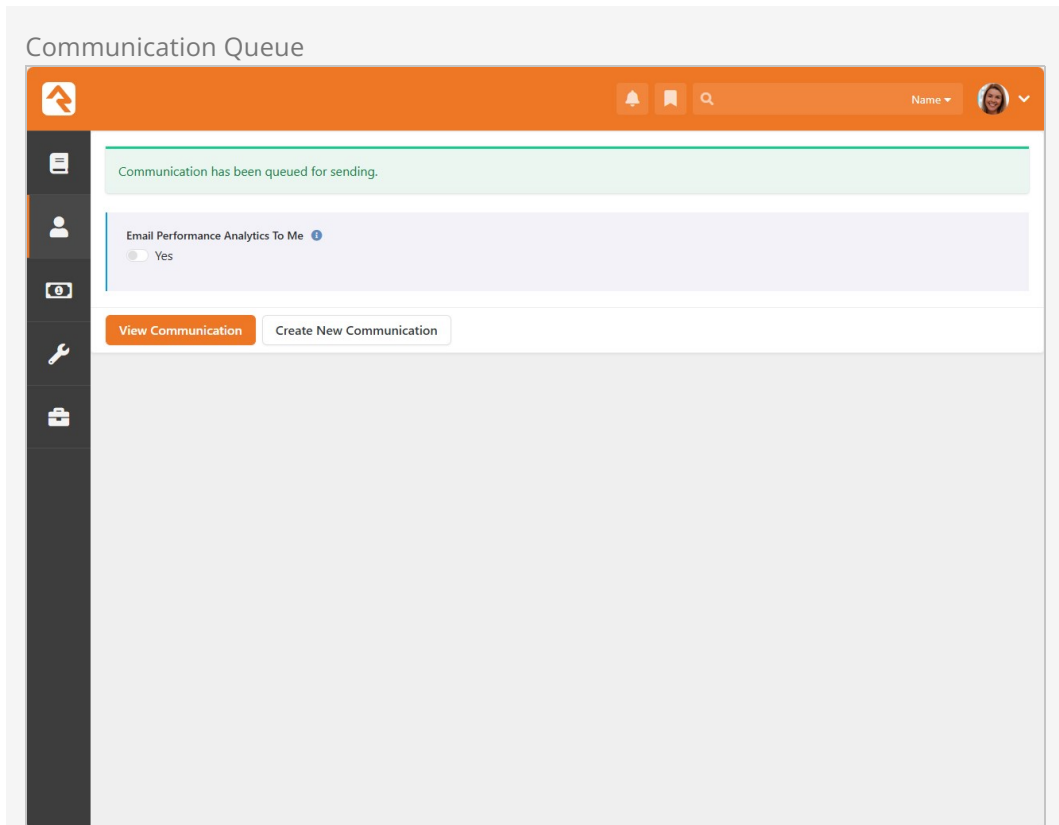 Communication Queue
Name
Communication has been queued for sending.
Email Performance Analytics To Me
Yes
View Communication
Create New Communication